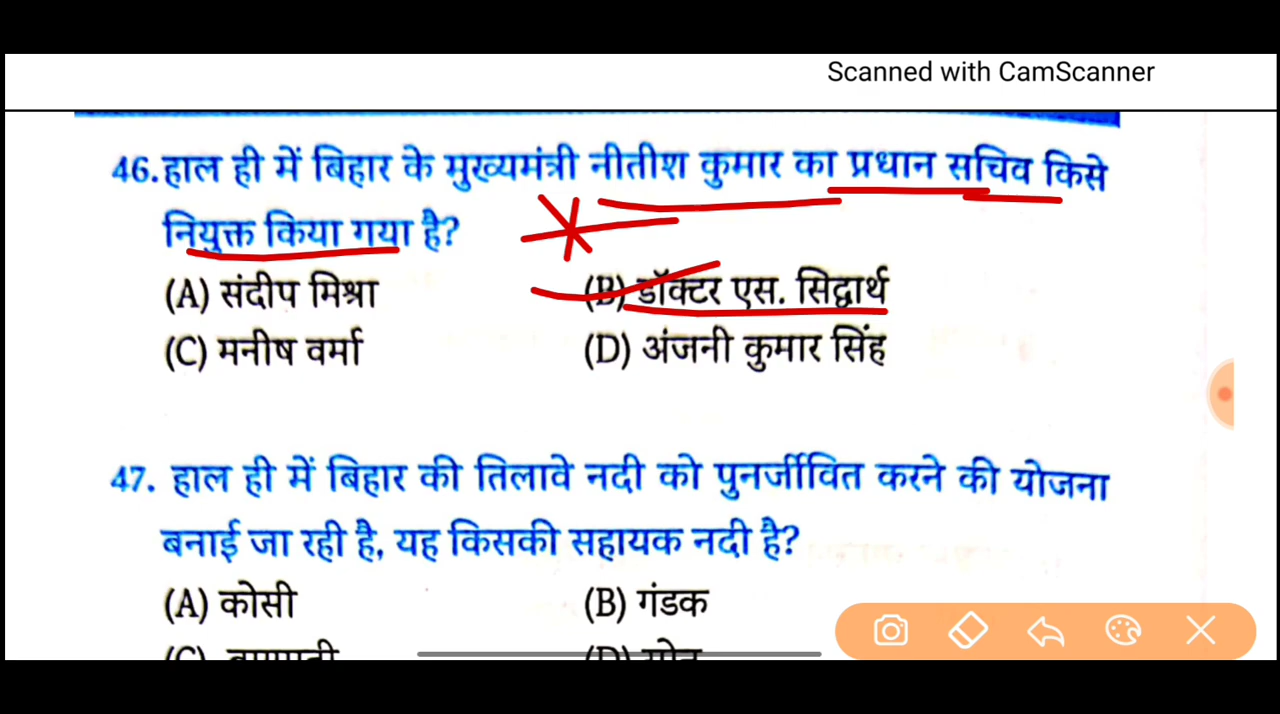 Scanned with CamScanner
46. हाल ही में बिहार के मुख्यमंत्री नीतीश कुमार का प्रधान सचिव किसे
नियुक्त किया गया है?
(A) संदीप मिश्रा (B) डॉक्टर एस. सिद्धार्थ
(C) मनीष वर्मा (D) अंजनी कुमार सिंह
47. हाल ही में बिहार की तिलावे नदी को पुनर्जीवित करने की योजना
बनाई जा रही है, यह किसकी सहायक नदी है?
(A) कोसी (B) गंडक
(C) (D)